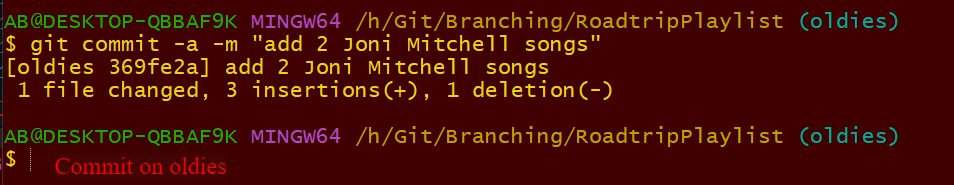 AB@DESKTOP-QBBAF9K MINGW64 /h/Git/Branching/RoadtripPlaylist (oldies)
$ git commit -a -m "add 2 Joni Mitchell songs"
[oldies 369fe2a] add 2 Joni Mitchell songs
 1 file changed, 3 insertions(+), 1 deletion(-)
AB@DESKTOP-QBBAF9K MINGW64 /h/Git/Branching/RoadtripPlaylist (oldies)
$ Commit on oldies